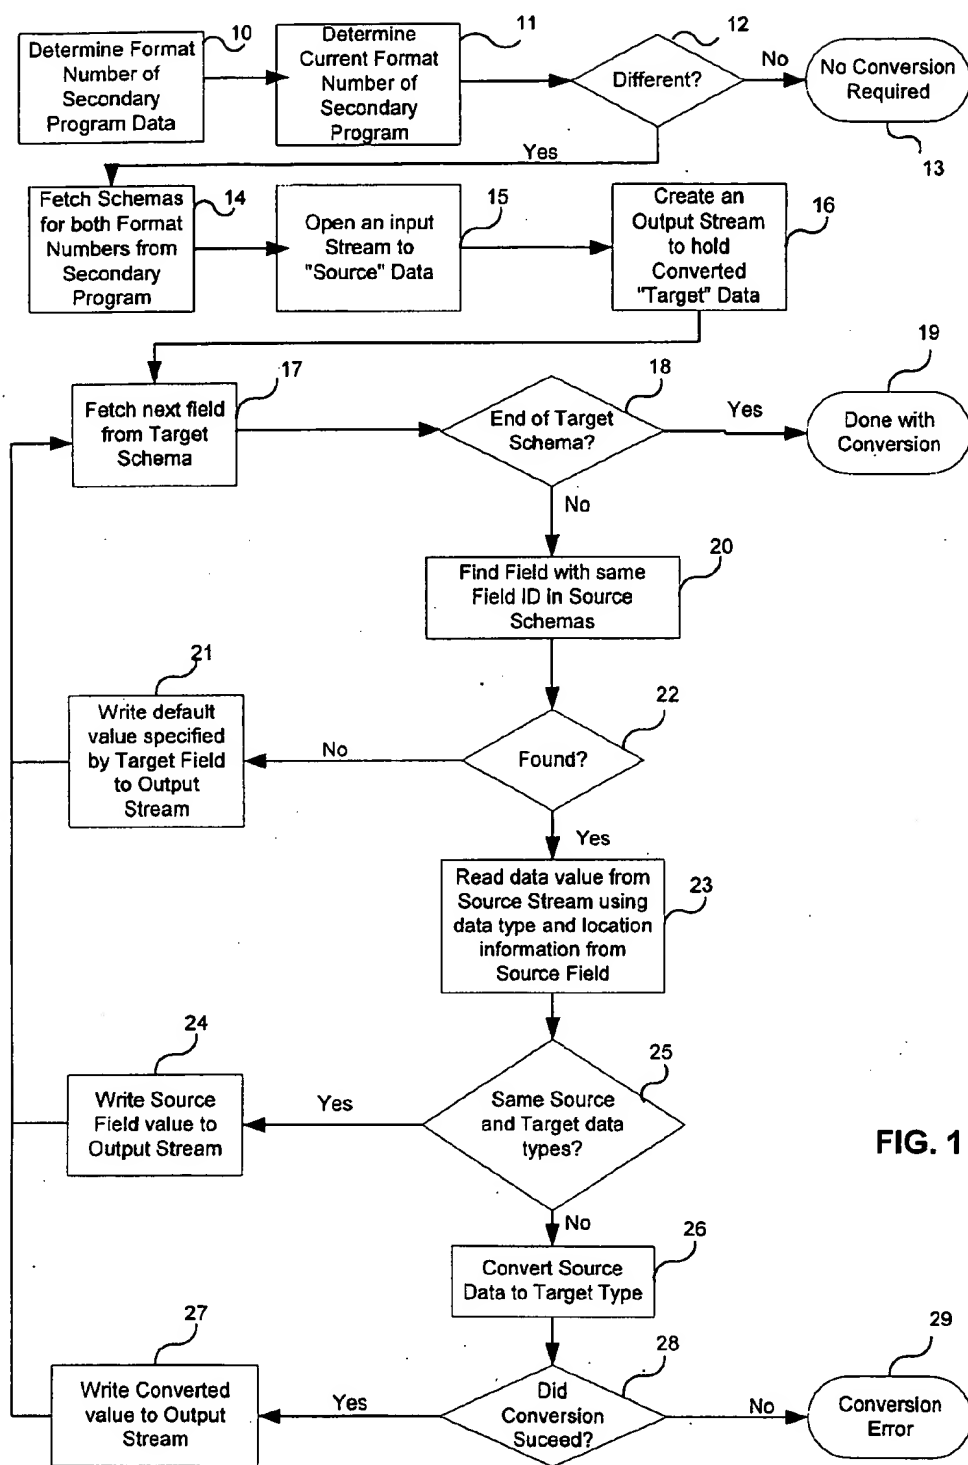 10
Determine Format
Number of
Secondary
Program Data
11
Determine
Current Format
Number of
Secondary
Program
12
Different?
No
No Conversion
Required
13
Yes
Fetch Schemas
for both Format
Numbers from
Secondary
Program
14
Open an input
Stream to
"Source" Data
15
Create an
Output Stream
to hold
Converted
"Target" Data
16
Fetch next field
from Target
Schema
17
End of Target
Schema?
18
Yes
19
Done with
Conversion
No
Find Field with same
Field ID in Source
Schemas
20
21
Write default
value specified
by Target Field
to Output
Stream
No
Found?
22
Yes
Read data value from
Source Stream using
data type and location
information from
Source Field
23
24
Write Source
Field value to
Output Stream
Yes
Same Source
and Target data
types?
25
FIG. 1
No
Convert Source
Data to Target Type
26
27
Write Converted
value to Output
Stream
Yes
Did
Conversion
Suceed?
28
No
29
Conversion
Error